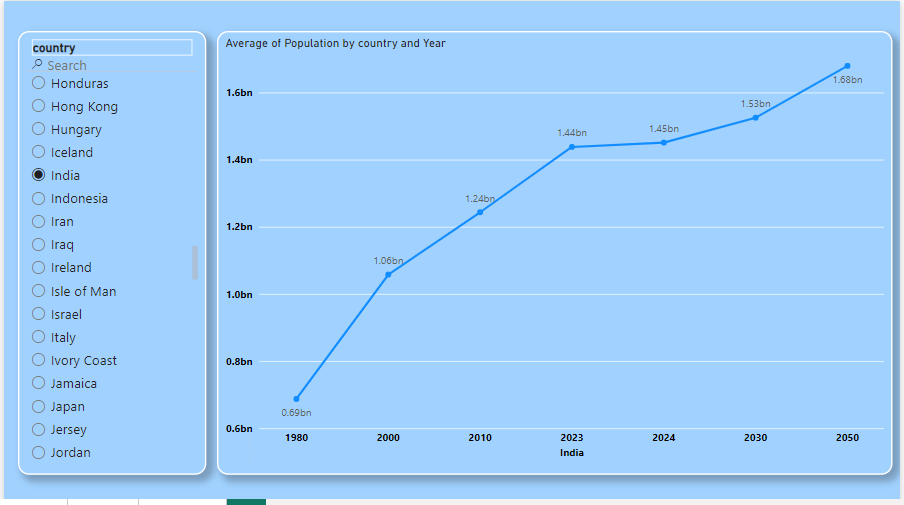 country
Search
Honduras
Hong Kong
Hungary
Iceland
India
Indonesia
Iran
Iraq
Ireland
Isle of Man
Israel
Italy
Ivory Coast
Jamaica
Japan
Jersey
Jordan
Average of Population by country and Year
1.6bn
1.4bn
1.2bn
1.0bn
0.8bn
0.6bn
0.69bn
1.06bn
1.24bn
1.44bn
1.45bn
1.53bn
1.68bn
1980 2000 2010 2023 2024 2030 2050
India